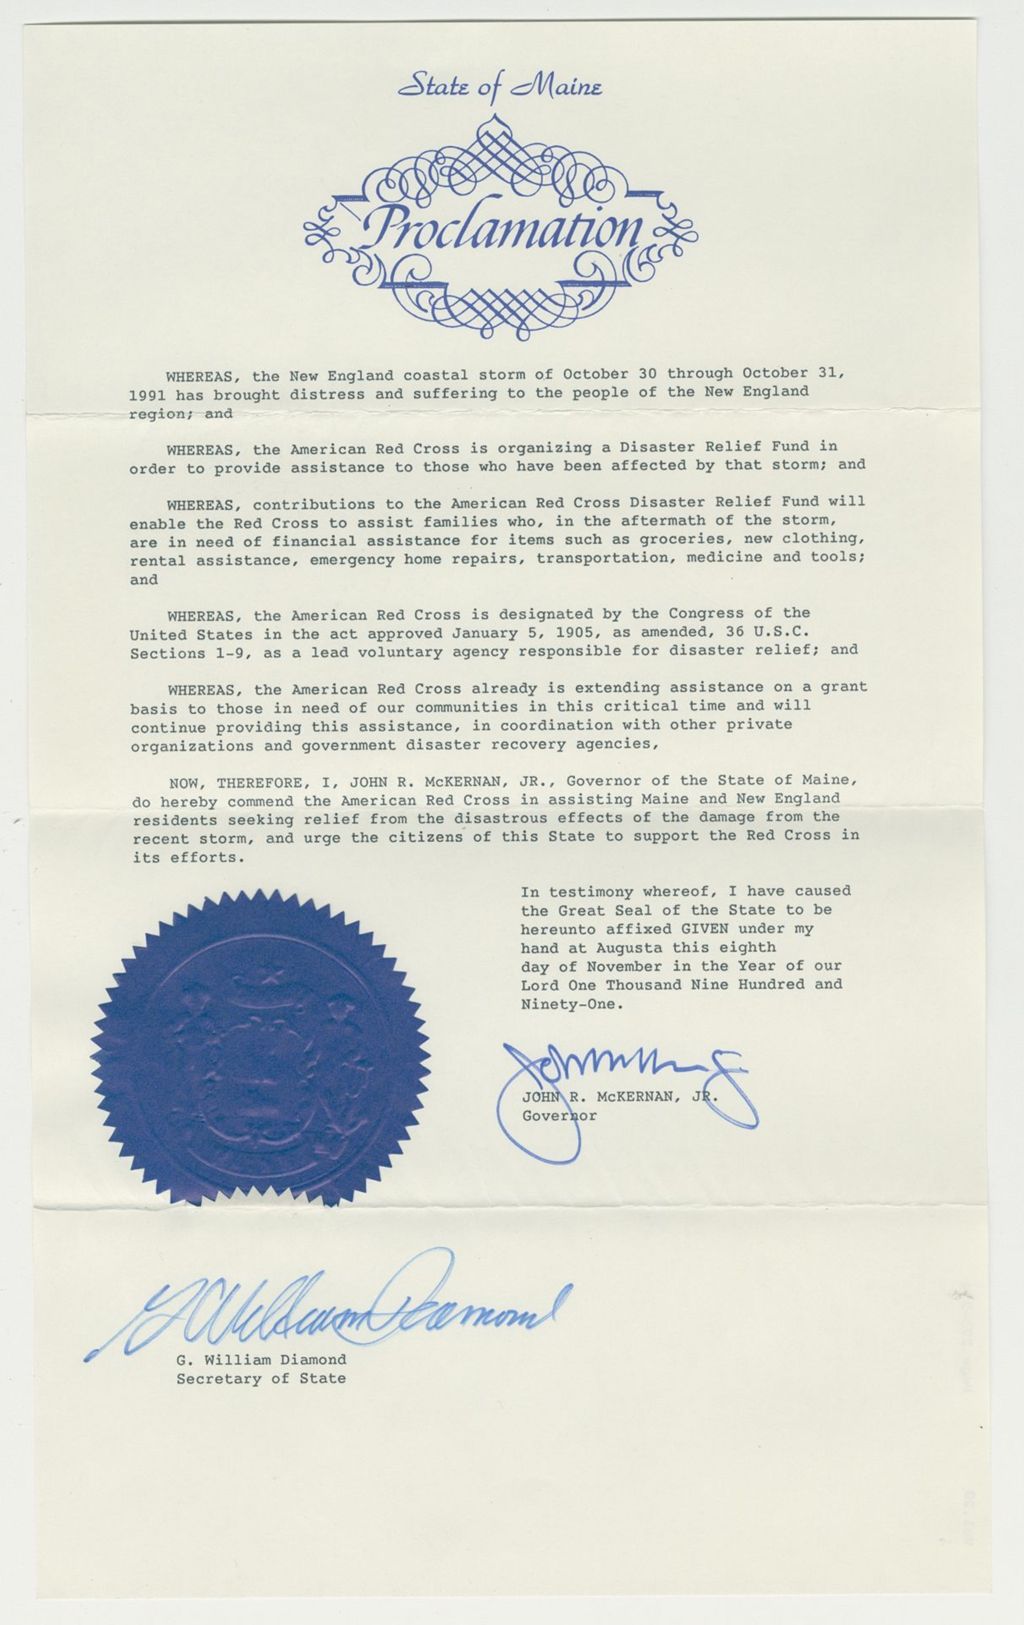 State of Maine
Proclamation
WHEREAS, the New England coastal storm of October 30 through October 31,
1991 has brought distress and suffering to the people of the New England
region; and
WHEREAS, the American Red Cross is organizing a Disaster Relief Fund in
order to provide assistance to those who have been affected by that storm; and
WHEREAS, contributions to the American Red Cross Disaster Relief Fund will
enable the Red Cross to assist families who, in the aftermath of the storm,
are in need of financial assistance for items such as groceries, new clothing,
rental assistance, emergency home repairs, transportation, medicine and tools;
and
WHEREAS, the American Red Cross is designated by the Congress of the
United States in the act approved January 5, 1905, as amended, 36 U.S.C.
Sections 1-9, as a lead voluntary agency responsible for disaster relief; and
WHEREAS, the American Red Cross already is extending assistance on a grant
basis to those in need of our communities in this critical time and will
continue providing this assistance, in coordination with other private
organizations and government disaster recovery agencies,
NOW, THEREFORE, I, JOHN R. McKERNAN, JR., Governor of the State of Maine,
do hereby commend the American Red Cross in assisting Maine and New England
residents seeking relief from the disastrous effects of the damage from the
recent storm, and urge the citizens of this State to support the Red Cross in
its efforts.
In testimony whereof, I have caused
the Great Seal of the State to be
hereunto affixed GIVEN under my
hand at Augusta this eighth
day of November in the Year of our
Lord One Thousand Nine Hundred and
Ninety-One.
JOHN R. McKERNAN, JR.
Governor
G William Diamond
G. William Diamond
Secretary of State